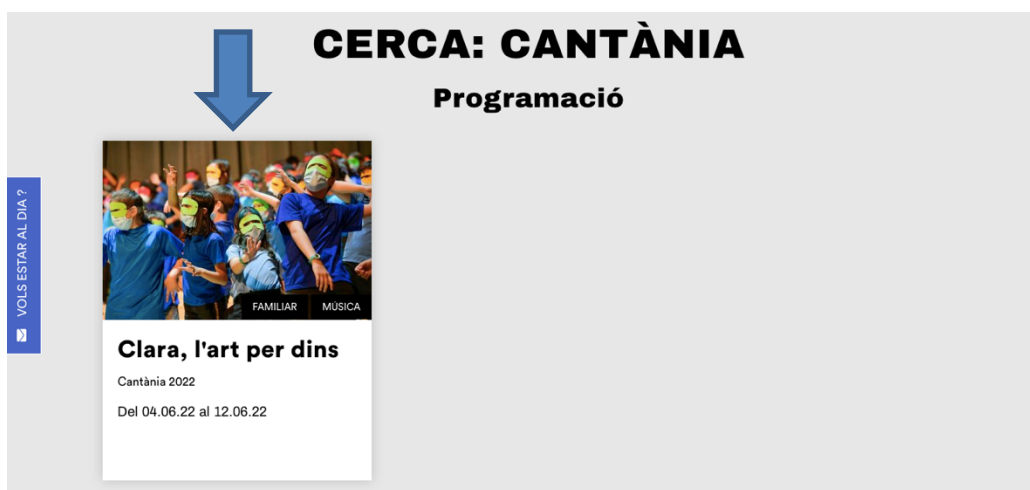 CERCA: CANTÀNIA
Programació
VOLS ESTAR AL DIA?
FAMILIAR
MÚSICA
Clara, l'art per dins
Cantània 2022
Del 04.06.22 al 12.06.22